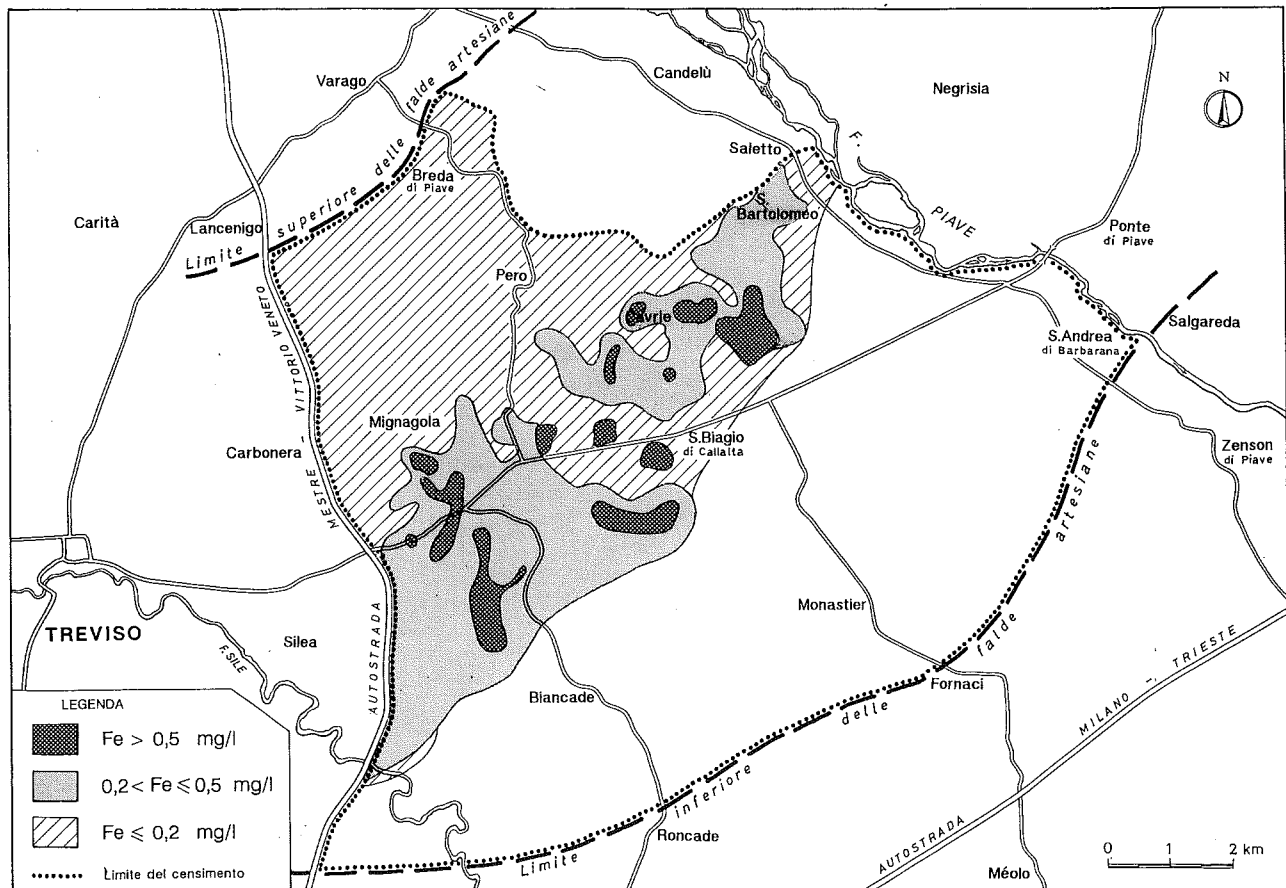 Varago
Limite superiore delle falde artesiane
Candelù
Negrisia
N
Saletto
F. PIAVE
Breda
di Piave
S.
Bartolomeo
Carità
Lancenigo
Ponte
di Piave
Pero
Salgareda
S.Andrea
di Barbarana
AUTOSTRADA MESTRE - VITTORIO VENETO
Mignagola
S.Biagio
di Callalta
Carbonera
Zenson
di Piave
TREVISO
Silea
F. SILE
Monastier
Biancade
Fornaci
Limite inferiore delle falde artesiane
Roncade
AUTOSTRADA MILANO - TRIESTE
Méolo
0 1 2 km
LEGENDA
Fe > 0,5 mg/l
0,2 < Fe ⩽ 0,5 mg/l
Fe ⩽ 0,2 mg/l
Limite del censimento